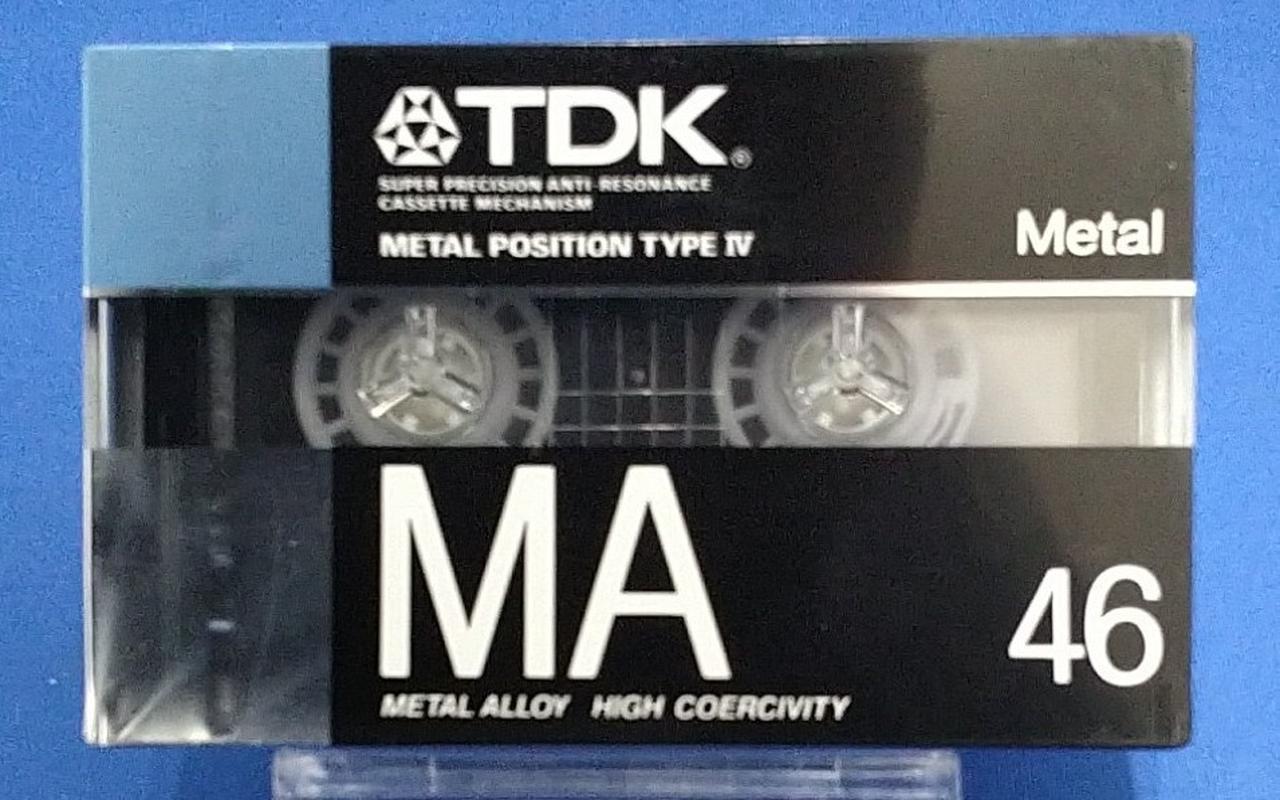 TDK®
SUPER PRECISION ANTI-RESONANCE
CASSETTE MECHANISM
METAL POSITION TYPE IV
Metal
MA
46
METAL ALLOY HIGH COERCIVITY